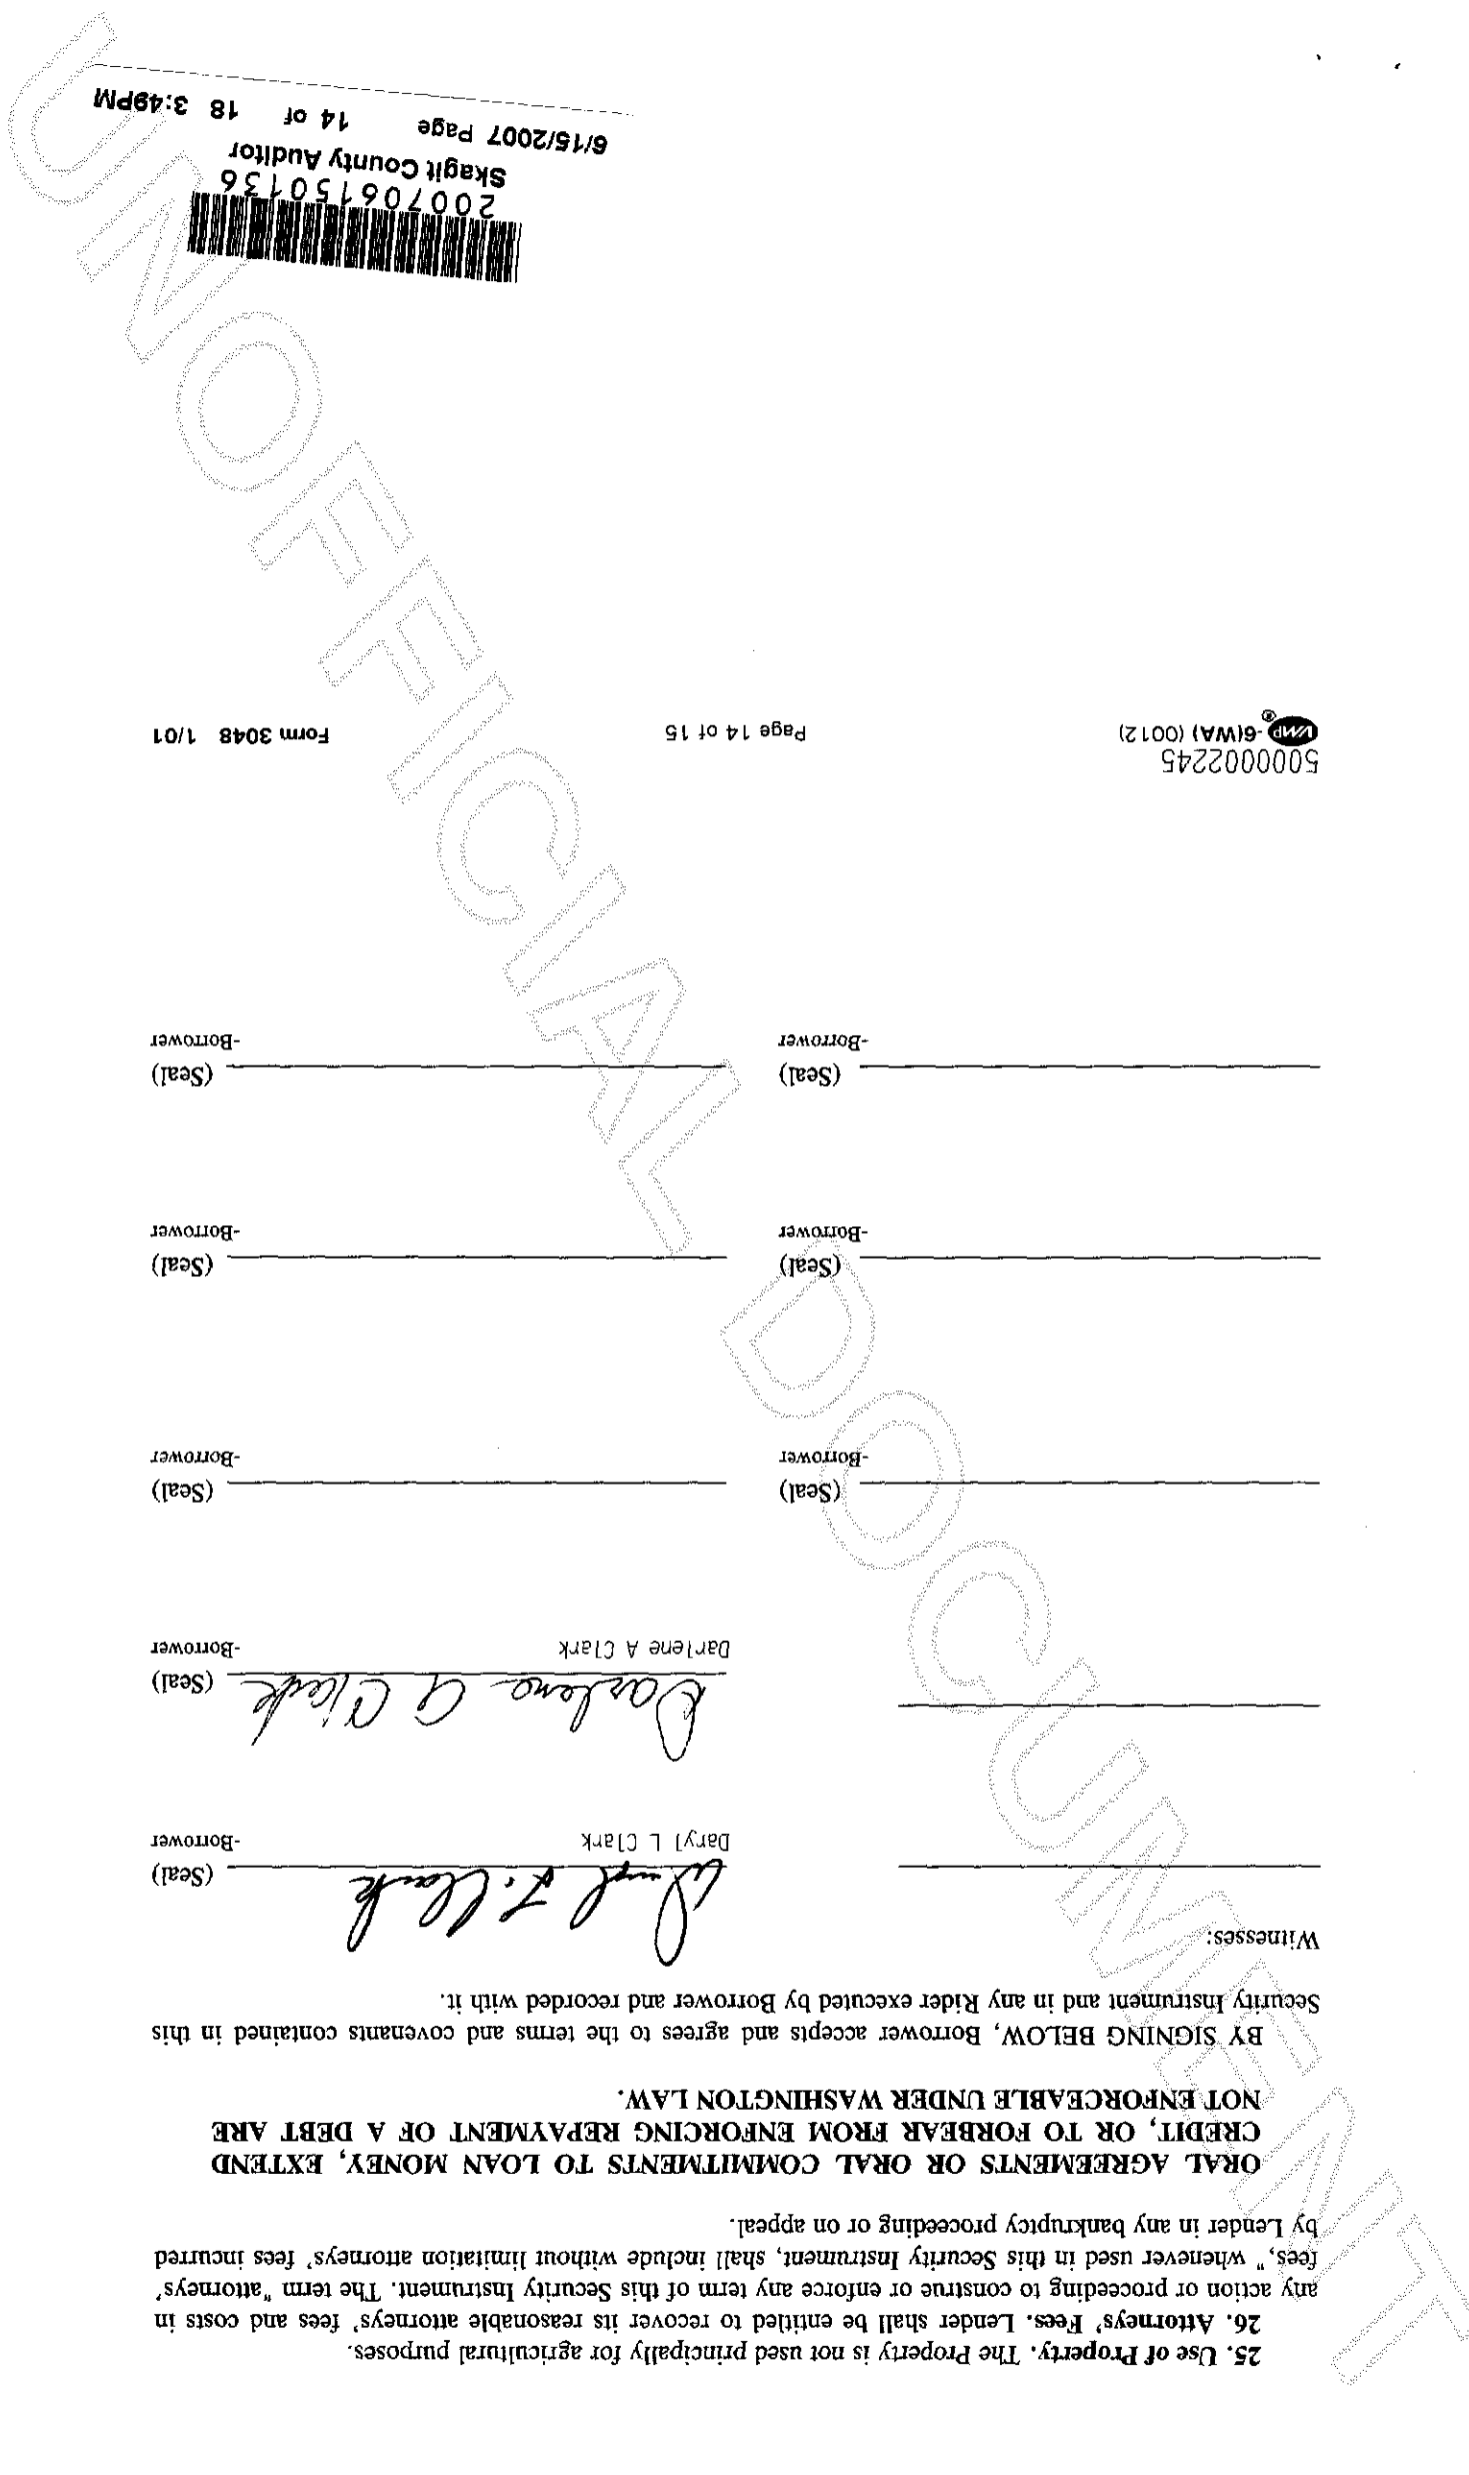 25. Use of Property. The Property is not used principally for agricultural purposes.
26. Attorneys' Fees. Lender shall be entitled to recover its reasonable attorneys' fees and costs in
any action or proceeding to construe or enforce any term of this Security Instrument. The term "attorneys'
fees," whenever used in this Security Instrument, shall include without limitation attorneys' fees incurred
by Lender in any bankruptcy proceeding or on appeal.
ORAL AGREEMENTS OR ORAL COMMITMENTS TO LOAN MONEY, EXTEND
CREDIT, OR TO FORBEAR FROM ENFORCING REPAYMENT OF A DEBT ARE
NOT ENFORCEABLE UNDER WASHINGTON LAW.
BY SIGNING BELOW, Borrower accepts and agrees to the terms and covenants contained in this
Security Instrument and in any Rider executed by Borrower and recorded with it.
Witnesses:
Daryl L. Clark (Seal)
Daryl L Clark -Borrower
Darlene A Clark (Seal)
Darlene A Clark -Borrower
(Seal) (Seal)
-Borrower -Borrower
(Seal) (Seal)
-Borrower -Borrower
(Seal) (Seal)
-Borrower -Borrower
5000002245
VMP®-6(WA) (0012) Page 14 of 15 Form 3048 1/01
200706150136
Skagit County Auditor
6/15/2007 Page 14 of 18 3:49PM
UNOFFICIAL DOCUMENT